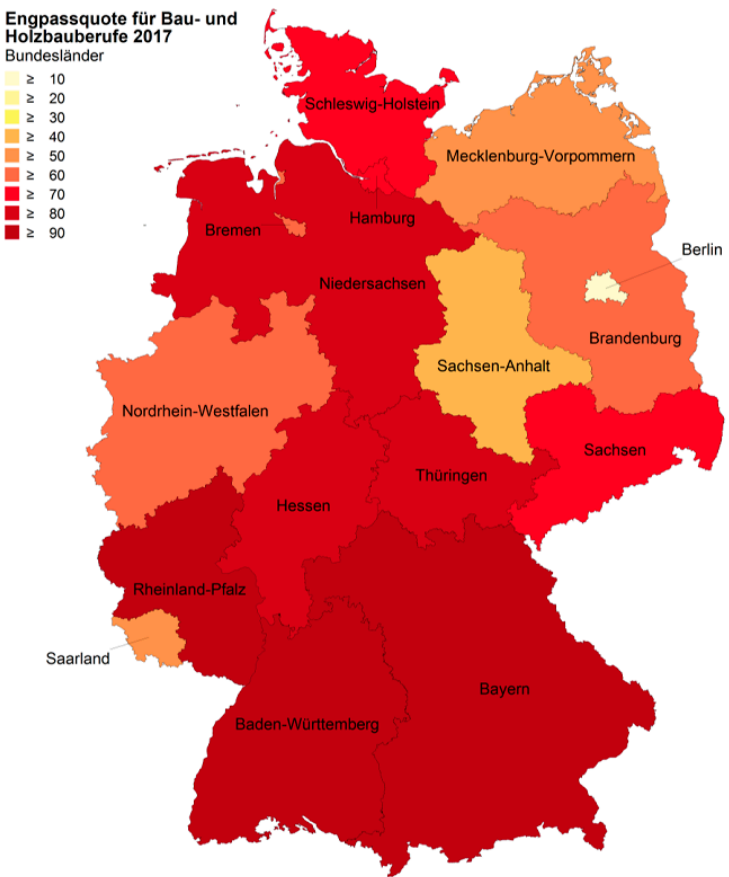 Engpassquote für Bau- und
Holzbauberufe 2017
Bundesländer
≥ 10
≥ 20
≥ 30
≥ 40
≥ 50
≥ 60
≥ 70
≥ 80
≥ 90
Schleswig-Holstein
Mecklenburg-Vorpommern
Hamburg
Bremen
Berlin
Niedersachsen
Brandenburg
Sachsen-Anhalt
Nordrhein-Westfalen
Sachsen
Thüringen
Hessen
Rheinland-Pfalz
Saarland
Bayern
Baden-Württemberg